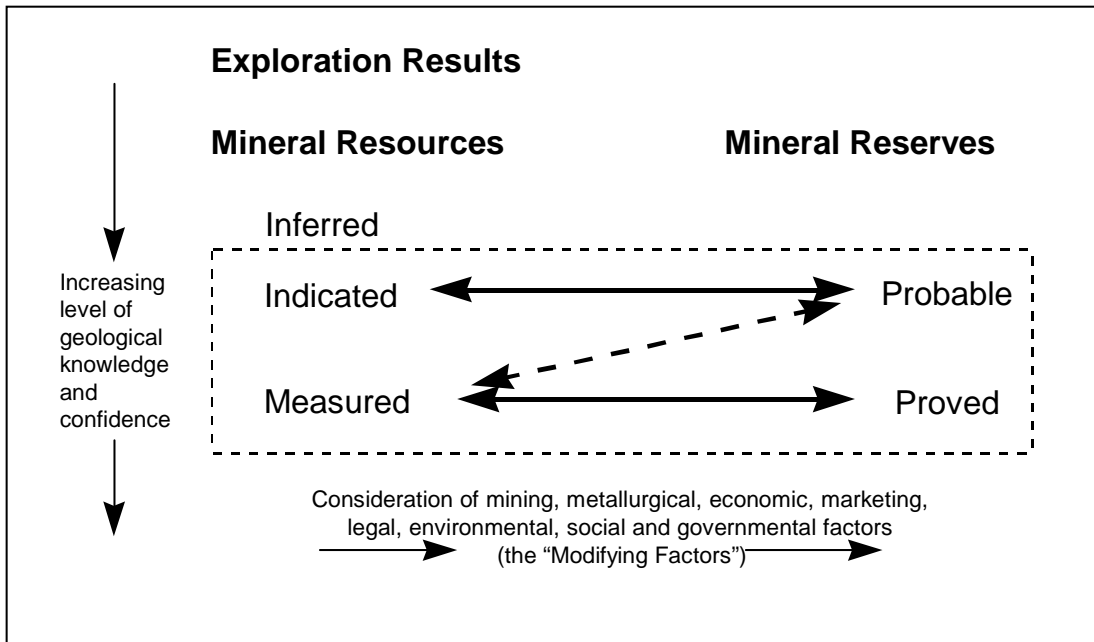 Exploration Results
Mineral Resources
Mineral Reserves
Inferred
Increasing
level of
geological
knowledge
and
confidence
Indicated
Probable
Measured
Proved
Consideration of mining, metallurgical, economic, marketing,
legal, environmental, social and governmental factors
(the “Modifying Factors”)